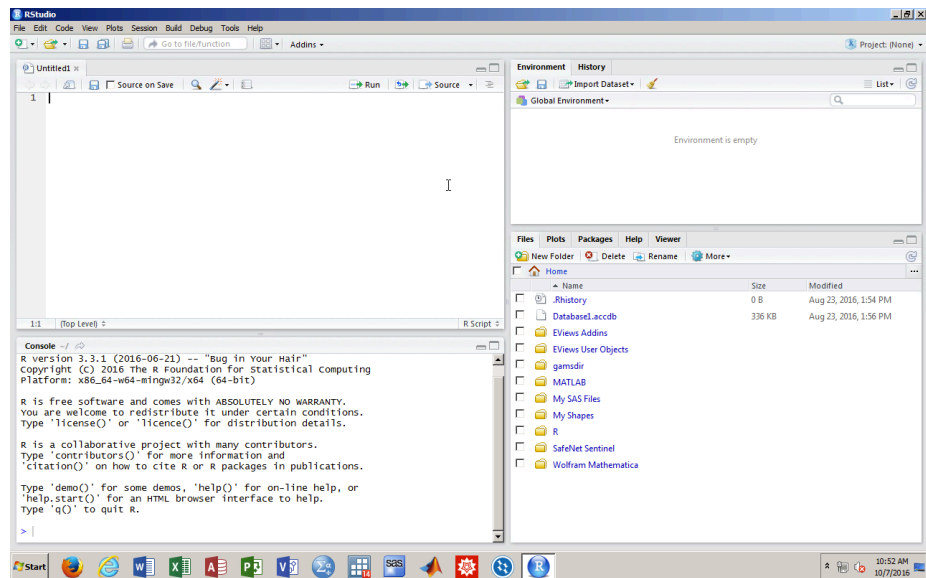 RStudio
File Edit Code View Plots Session Build Debug Tools Help
Go to file/function Addins Project: (None)
Untitled1
Source on Save Run Source
1
1:1 (Top Level) R Script
Console ~/
R version 3.3.1 (2016-06-21) -- "Bug in Your Hair"
Copyright (C) 2016 The R Foundation for Statistical Computing
Platform: x86_64-w64-mingw32/x64 (64-bit)
R is free software and comes with ABSOLUTELY NO WARRANTY.
You are welcome to redistribute it under certain conditions.
Type 'license()' or 'licence()' for distribution details.
R is a collaborative project with many contributors.
Type 'contributors()' for more information and
'citation()' on how to cite R or R packages in publications.
Type 'demo()' for some demos, 'help()' for on-line help, or
'help.start()' for an HTML browser interface to help.
Type 'q()' to quit R.
>
Environment History
Import Dataset List
Global Environment
Environment is empty
Files Plots Packages Help Viewer
New Folder Delete Rename More
Home ...
Name Size Modified
.Rhistory 0 B Aug 23, 2016, 1:54 PM
Database1.accdb 336 KB Aug 23, 2016, 1:56 PM
EViews Addins
EViews User Objects
gamsdir
MATLAB
My SAS Files
My Shapes
R
SafeNet Sentinel
Wolfram Mathematica
Start 14 sas R 10:52 AM
10/7/2016